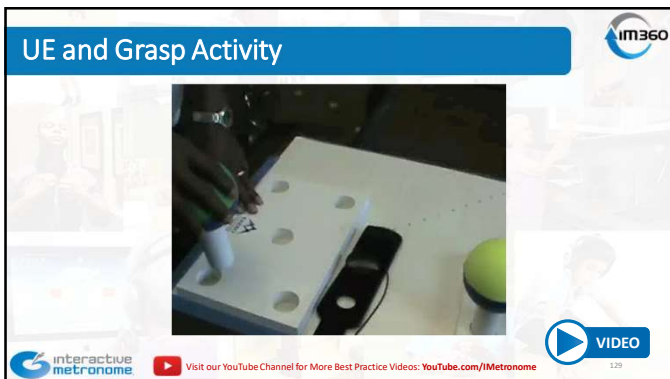 UE and Grasp Activity
IM360
interactive
metronome
Visit our YouTube Channel for More Best Practice Videos: YouTube.com/IMetronome
VIDEO
129